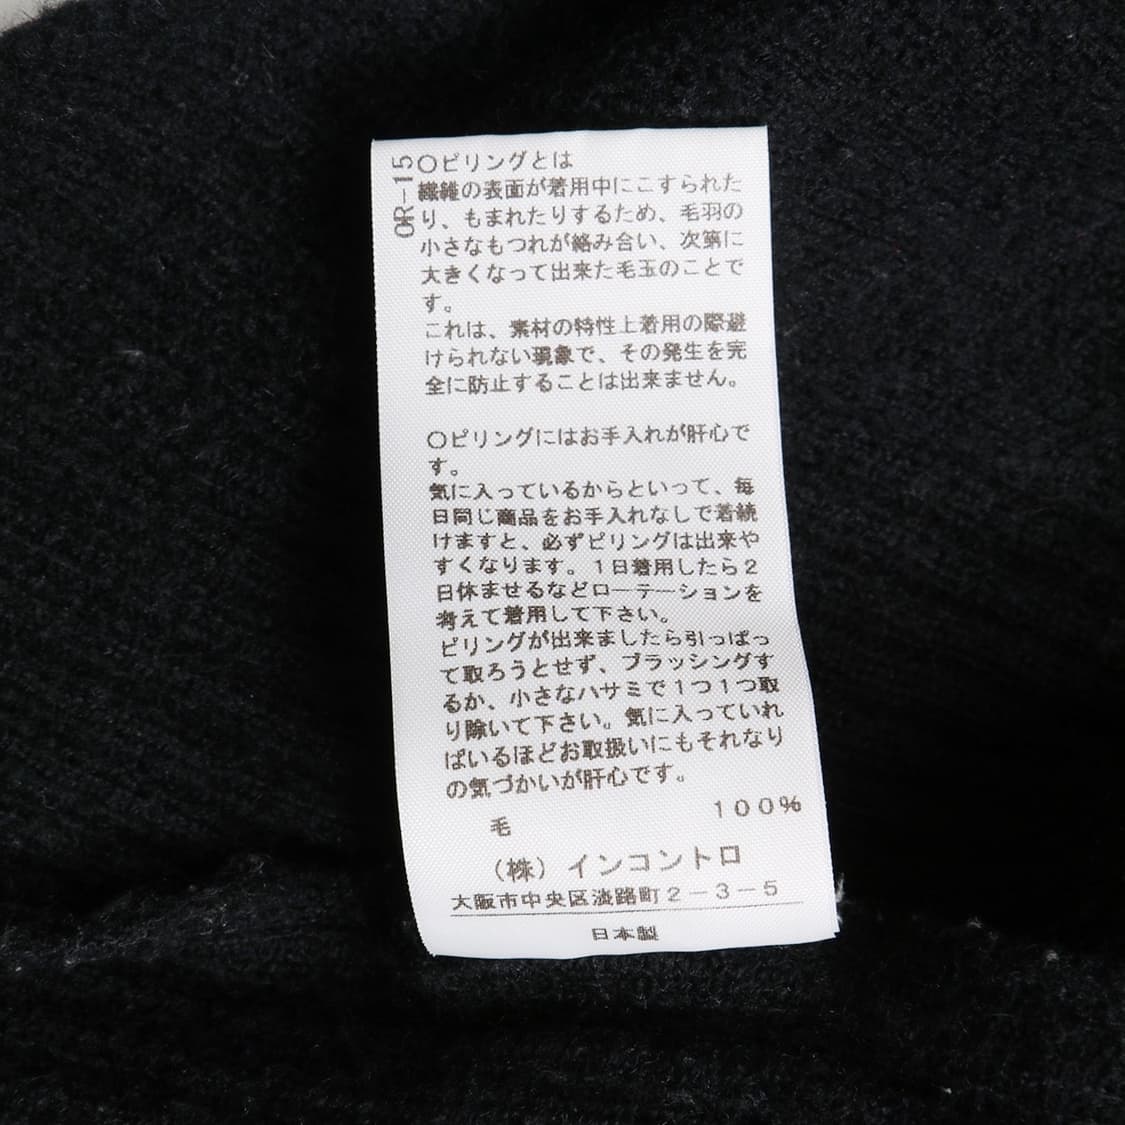 OR-15
〇ピリングとは
繊維の表面が着用中にこすられた
り、もまれたりするため、毛羽の
小さなもつれが絡み合い、次第に
大きくなって出来た毛玉のことで
す。
これは、素材の特性上着用の際避
けられない現象で、その発生を完
全に防止することは出来ません。
〇ピリングにはお手入れが肝心で
す。
気に入っているからといって、毎
日同じ商品をお手入れなしで着続
けますと、必ずピリングは出来や
すくなります。1日着用したら2
日休ませるなどローテーションを
考えて着用して下さい。
ピリングが出来ましたら引っぱっ
て取ろうとせず、ブラッシングす
るか、小さなハサミで1つ1つ取
り除いて下さい。気に入っていれ
ばいるほどお取扱いにもそれなり
の気づかいが肝心です。
毛 100%
(株)インコントロ
大阪市中央区淡路町2-3-5
日本製